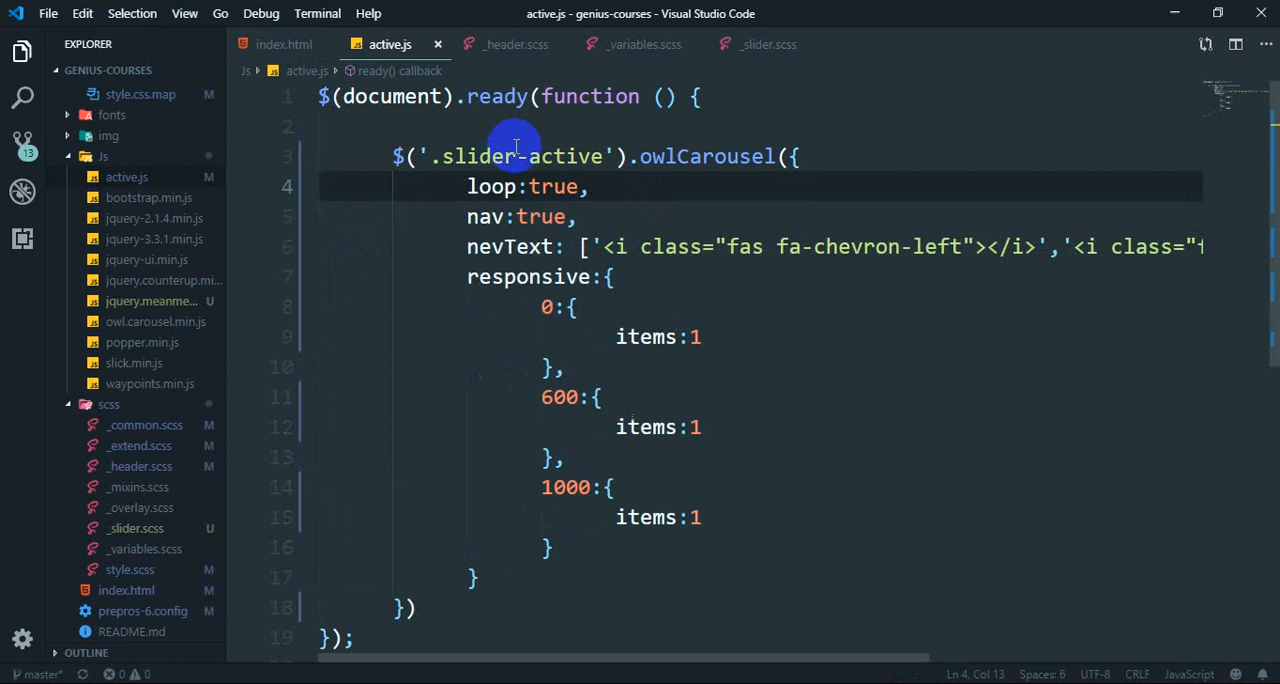 File Edit Selection View Go Debug Terminal Help
active.js - genius-courses - Visual Studio Code
EXPLORER
index.html active.js × _header.scss _variables.scss _slider.scss ...
GENIUS-COURSES
Js active.js ready() callback
style.css.map M
fonts
img
Js
active.js M
bootstrap.min.js
jquery-2.1.4.min.js
jquery-3.3.1.min.js
jquery-ui.min.js
jquery.counterup.mi...
jquery.meanme... U
owl.carousel.min.js
popper.min.js
slick.min.js
waypoints.min.js
scss
_common.scss M
_extend.scss M
_header.scss M
_mixins.scss
_overlay.scss
_slider.scss U
_variables.scss
style.scss M
index.html M
prepros-6.config M
README.md
OUTLINE
13
1 $(document).ready(function () {
2
3 $('.slider-active').owlCarousel({
4 loop:true,
5 nav:true,
6 nevText: ['<i class="fas fa-chevron-left"></i>','<i class="f
7 responsive:{
8 0:{
9 items:1
10 },
11 600:{
12 items:1
13 },
14 1000:{
15 items:1
16 }
17 }
18 })
19 });
master* 0 0 Ln 4, Col 13 Spaces: 6 UTF-8 CRLF JavaScript